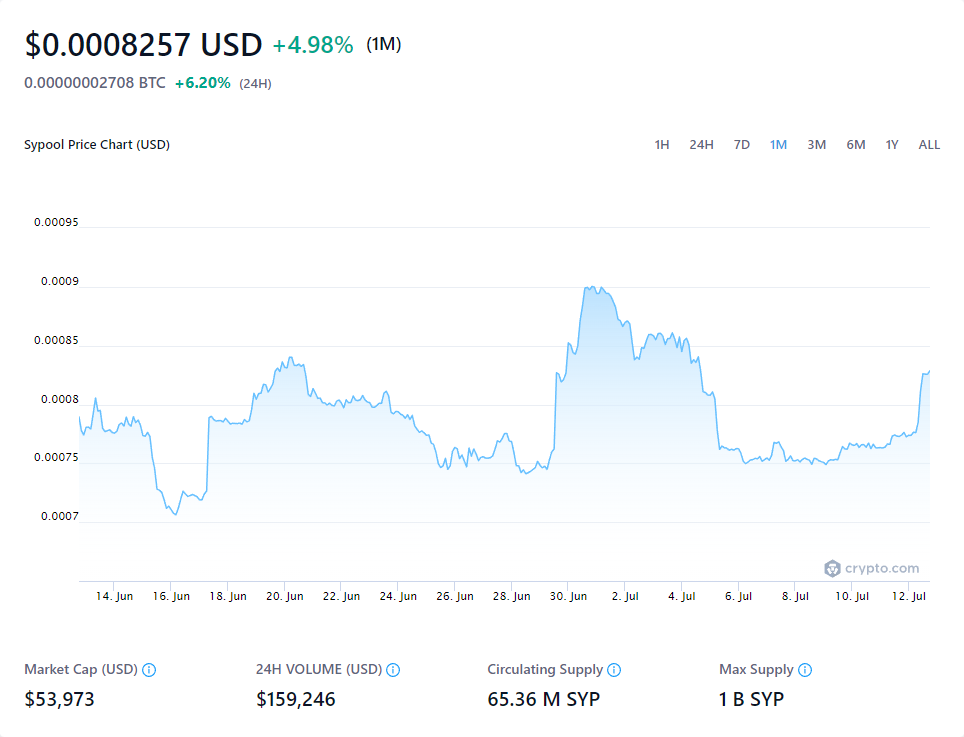 $0.0008257 USD +4.98% (1M)
0.00000002708 BTC +6.20% (24H)
Sypool Price Chart (USD) 1H 24H 7D 1M 3M 6M 1Y ALL
0.00095
0.0009
0.00085
0.0008
0.00075
0.0007
crypto.com
14. Jun 16. Jun 18. Jun 20. Jun 22. Jun 24. Jun 26. Jun 28. Jun 30. Jun 2. Jul 4. Jul 6. Jul 8. Jul 10. Jul 12. Jul
Market Cap (USD) 24H VOLUME (USD) Circulating Supply Max Supply
$53,973 $159,246 65.36 M SYP 1 B SYP